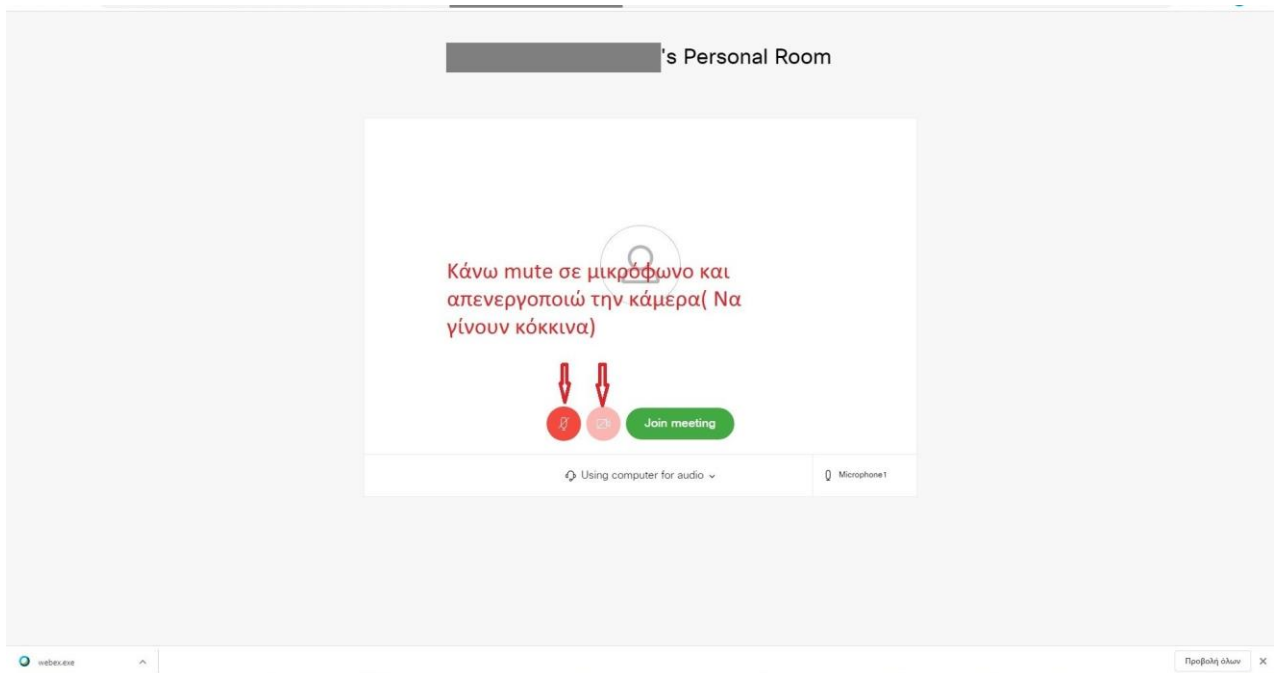 's Personal Room
Κάνω mute σε μικρόφωνο και
απενεργοποιώ την κάμερα( Να
γίνουν κόκκινα)
Join meeting
Using computer for audio
Microphone1
webex.exe
Προβολή όλων